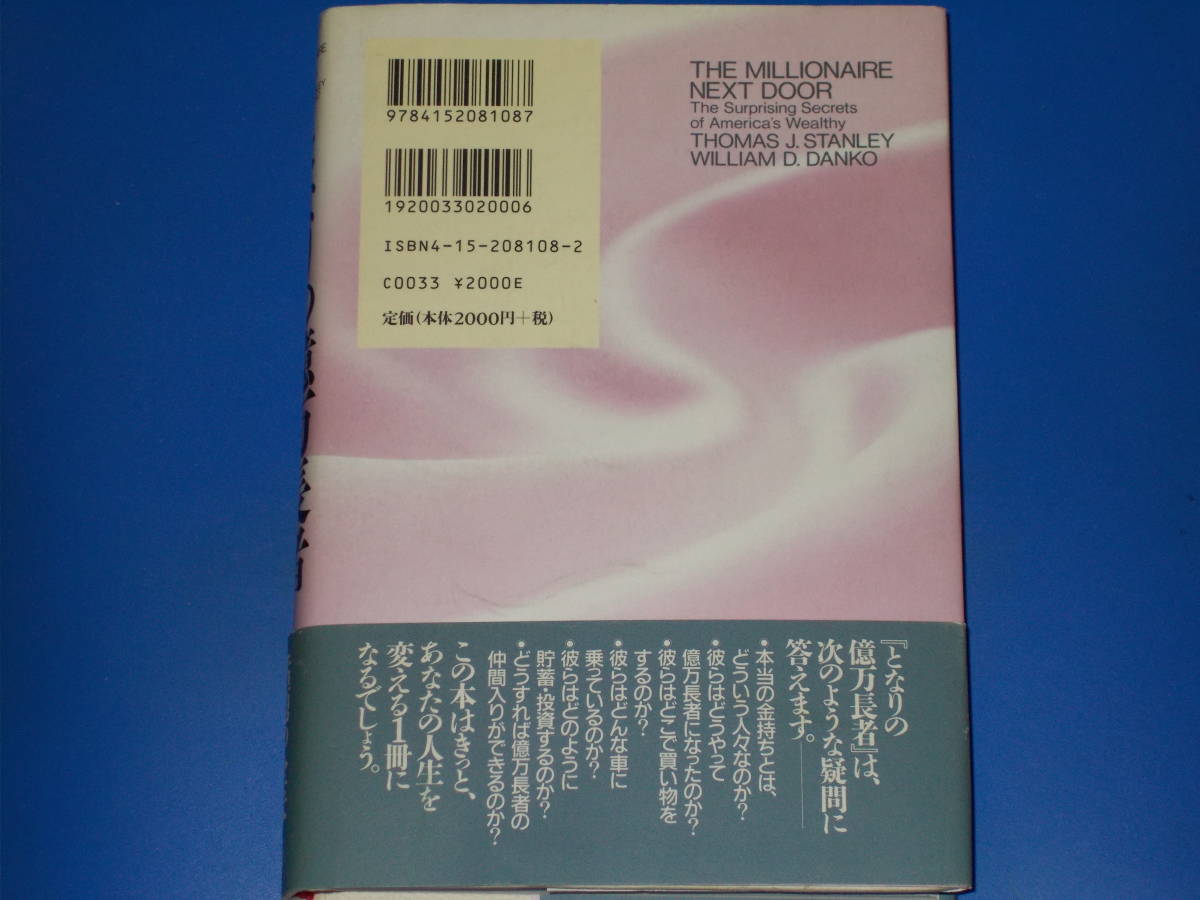 9784152081087
1920033020006
ISBN4-15-208108-2
C0033 ¥2000E
定価(本体2000円+税)
THE MILLIONAIRE
NEXT DOOR
The Surprising Secrets
of America's Wealthy
THOMAS J. STANLEY
WILLIAM D. DANKO
の億万長者
『となりの
億万長者』は、
次のような疑問に
答えます。――
•本当の金持ちとは、
どういう人々なのか?
•彼らはどうやって
億万長者になったのか?
•彼らはどこで買い物を
するのか?
•彼らはどんな車に
乗っているのか?
•彼らはどのように
貯蓄・投資するのか?
•どうすれば億万長者の
仲間入りができるのか?
この本はきっと、
あなたの人生を
変える1冊に
なるでしょう。